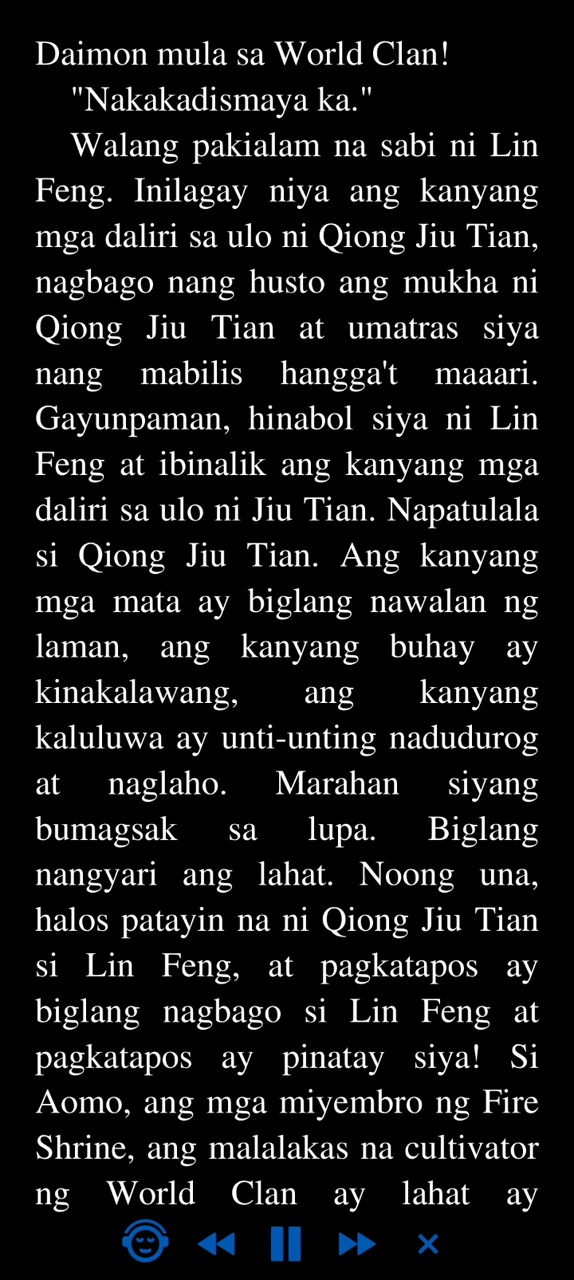 Daimon mula sa World Clan!
"Nakakadismaya ka."
Walang pakialam na sabi ni Lin
Feng. Inilagay niya ang kanyang
mga daliri sa ulo ni Qiong Jiu Tian,
nagbago nang husto ang mukha ni
Qiong Jiu Tian at umatras siya
nang mabilis hangga't maaari.
Gayunpaman, hinabol siya ni Lin
Feng at ibinalik ang kanyang mga
daliri sa ulo ni Jiu Tian. Napatulala
si Qiong Jiu Tian. Ang kanyang
mga mata ay biglang nawalan ng
laman, ang kanyang buhay ay
kinakalawang, ang kanyang
kaluluwa ay unti-unting nadudurog
at naglaho. Marahan siyang
bumagsak sa lupa. Biglang
nangyari ang lahat. Noong una,
halos patayin na ni Qiong Jiu Tian
si Lin Feng, at pagkatapos ay
biglang nagbago si Lin Feng at
pagkatapos ay pinatay siya! Si
Aomo, ang mga miyembro ng Fire
Shrine, ang malalakas na cultivator
ng World Clan ay lahat ay